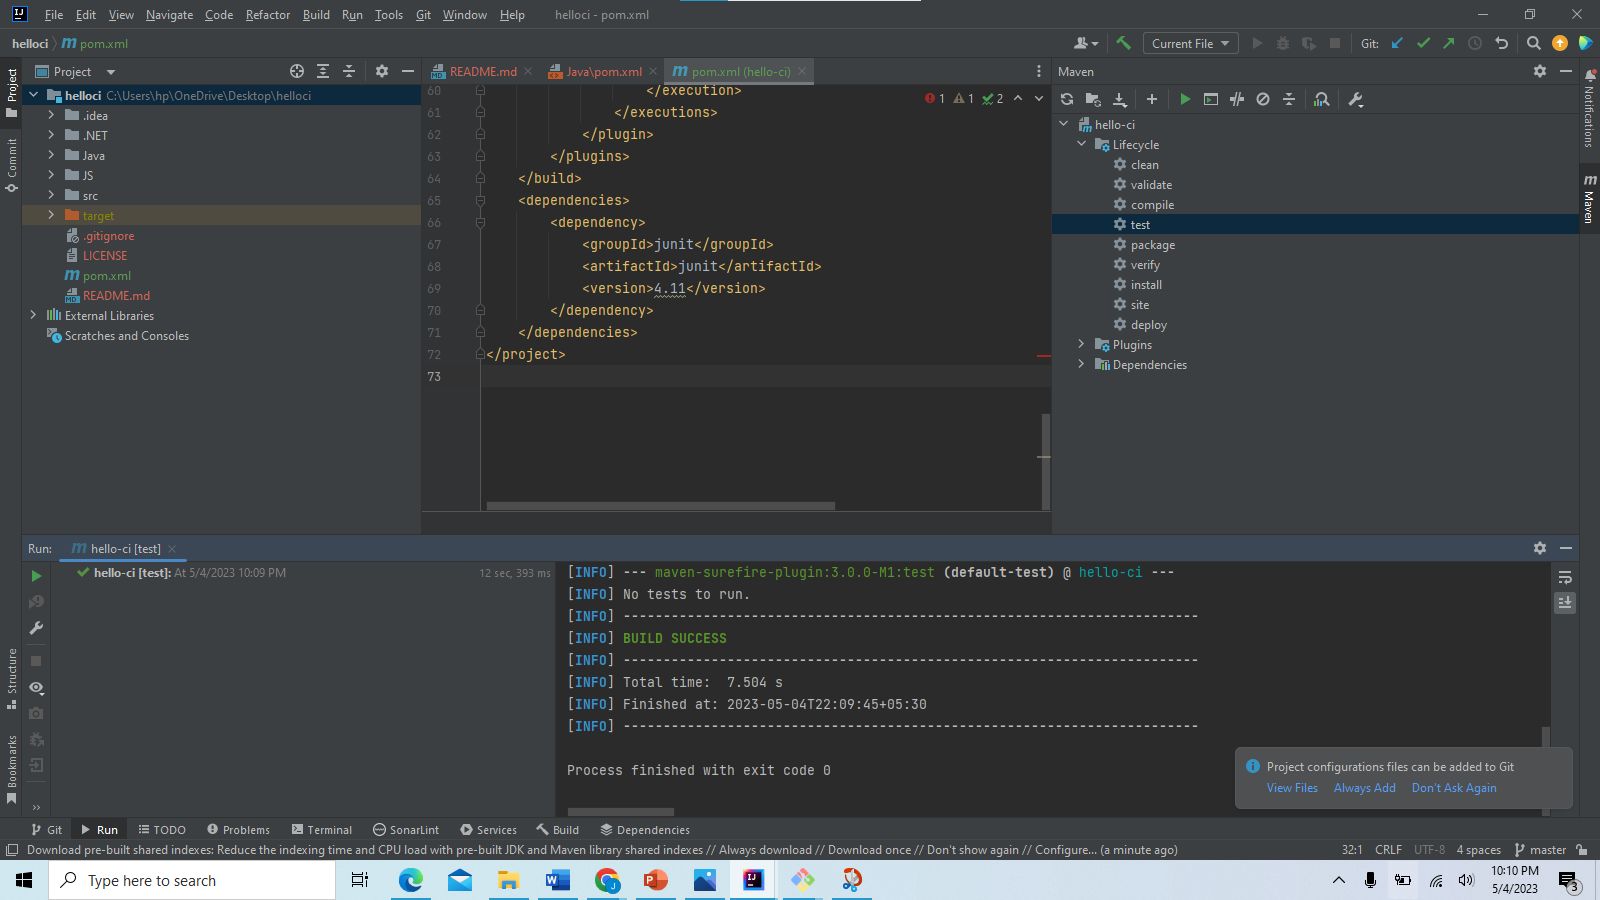 File Edit View Navigate Code Refactor Build Run Tools Git Window Help helloci - pom.xml
helloci pom.xml
Current File
Git:
Project
README.md
Java\pom.xml
pom.xml (hello-ci)
Maven
Project
Commit
Structure
Bookmarks
Notifications
Maven
helloci C:\Users\hp\OneDrive\Desktop\helloci
.idea
.NET
Java
JS
src
target
.gitignore
LICENSE
pom.xml
README.md
External Libraries
Scratches and Consoles
1 1 2
60 </execution>
61 </executions>
62 </plugin>
63 </plugins>
64 </build>
65 <dependencies>
66 <dependency>
67 <groupId>junit</groupId>
68 <artifactId>junit</artifactId>
69 <version>4.11</version>
70 </dependency>
71 </dependencies>
72 </project>
73
hello-ci
Lifecycle
clean
validate
compile
test
package
verify
install
site
deploy
Plugins
Dependencies
Run: hello-ci [test]
hello-ci [test]: At 5/4/2023 10:09 PM 12 sec, 393 ms
[INFO] --- maven-surefire-plugin:3.0.0-M1:test (default-test) @ hello-ci ---
[INFO] No tests to run.
[INFO] ------------------------------------------------------------------------
[INFO] BUILD SUCCESS
[INFO] ------------------------------------------------------------------------
[INFO] Total time:  7.504 s
[INFO] Finished at: 2023-05-04T22:09:45+05:30
[INFO] ------------------------------------------------------------------------
Process finished with exit code 0
Project configurations files can be added to Git
View Files Always Add Don't Ask Again
Git Run TODO Problems Terminal SonarLint Services Build Dependencies
Download pre-built shared indexes: Reduce the indexing time and CPU load with pre-built JDK and Maven library shared indexes // Always download // Download once // Don't show again // Configure... (a minute ago) 32:1 CRLF UTF-8 4 spaces master
Type here to search
10:10 PM
5/4/2023
3